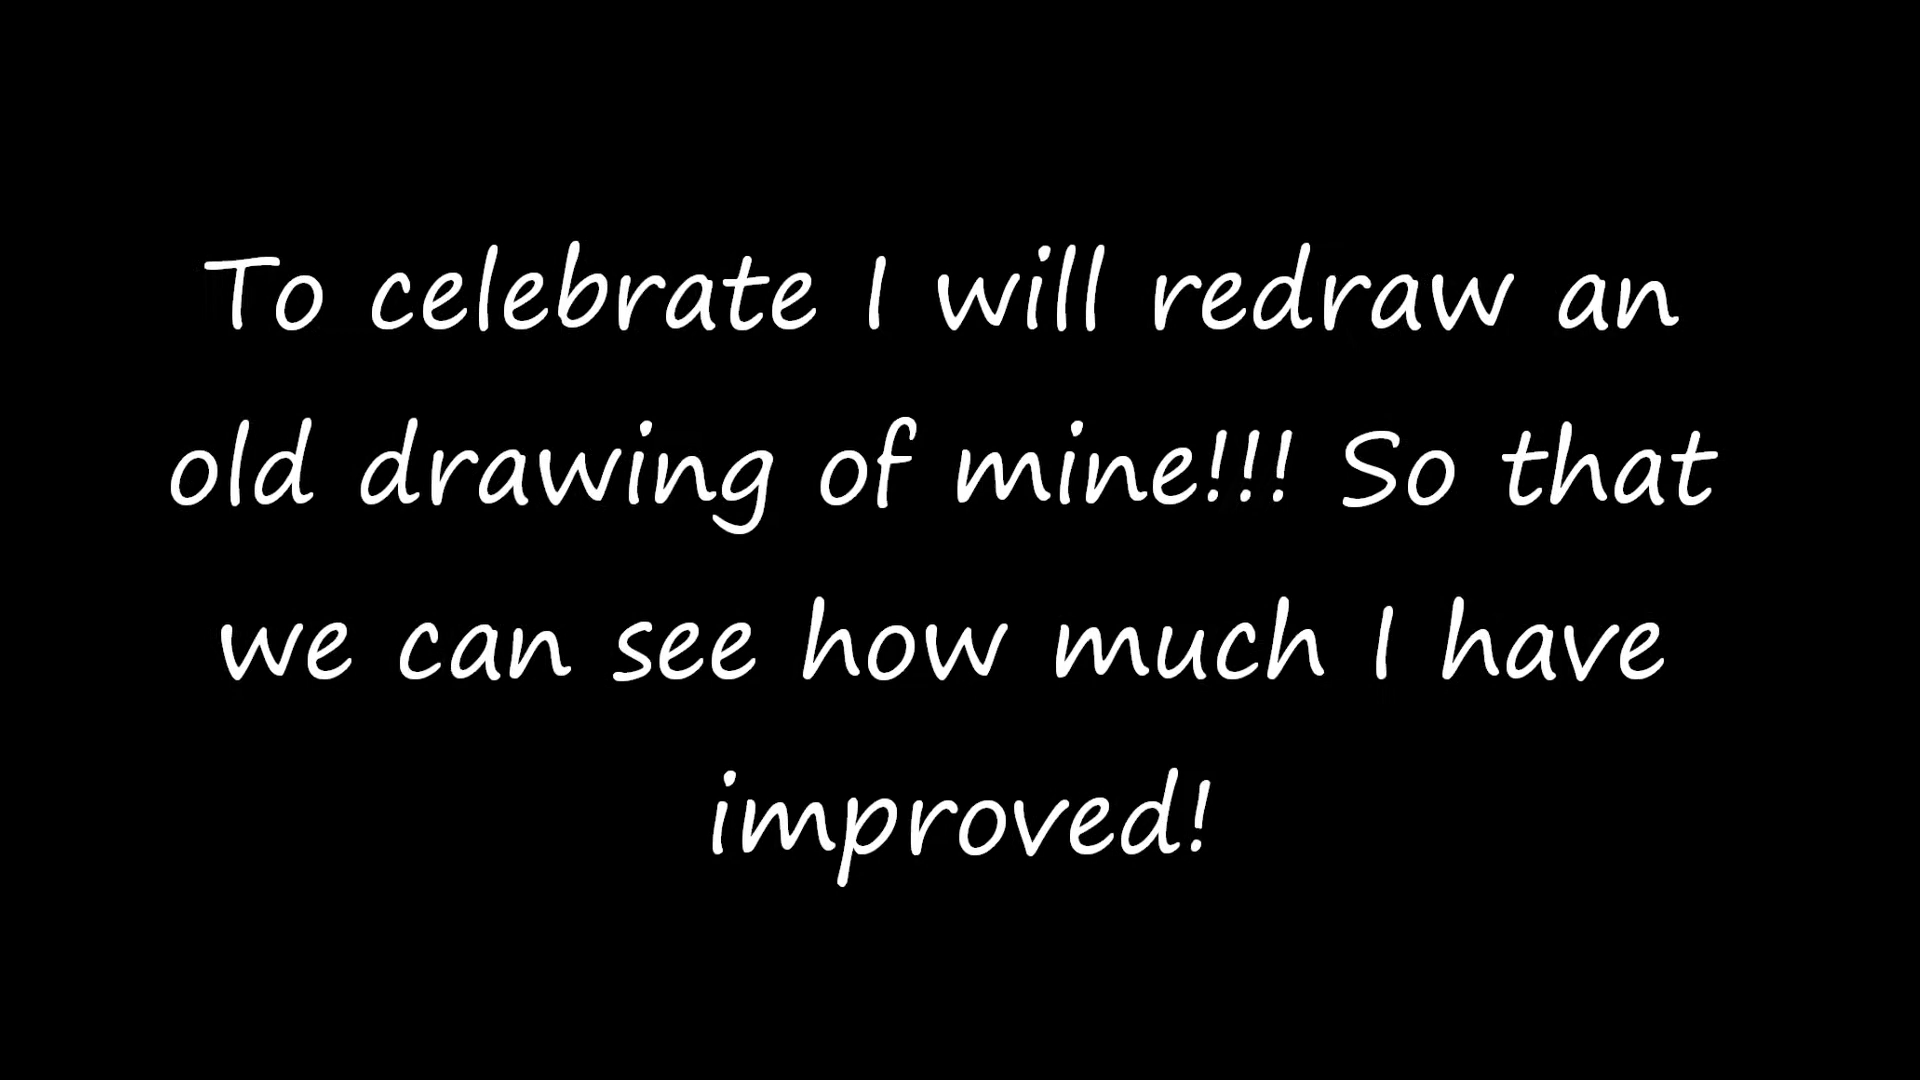 To celebrate I will redraw an
old drawing of mine!!! So that
we can see how much I have
improved!